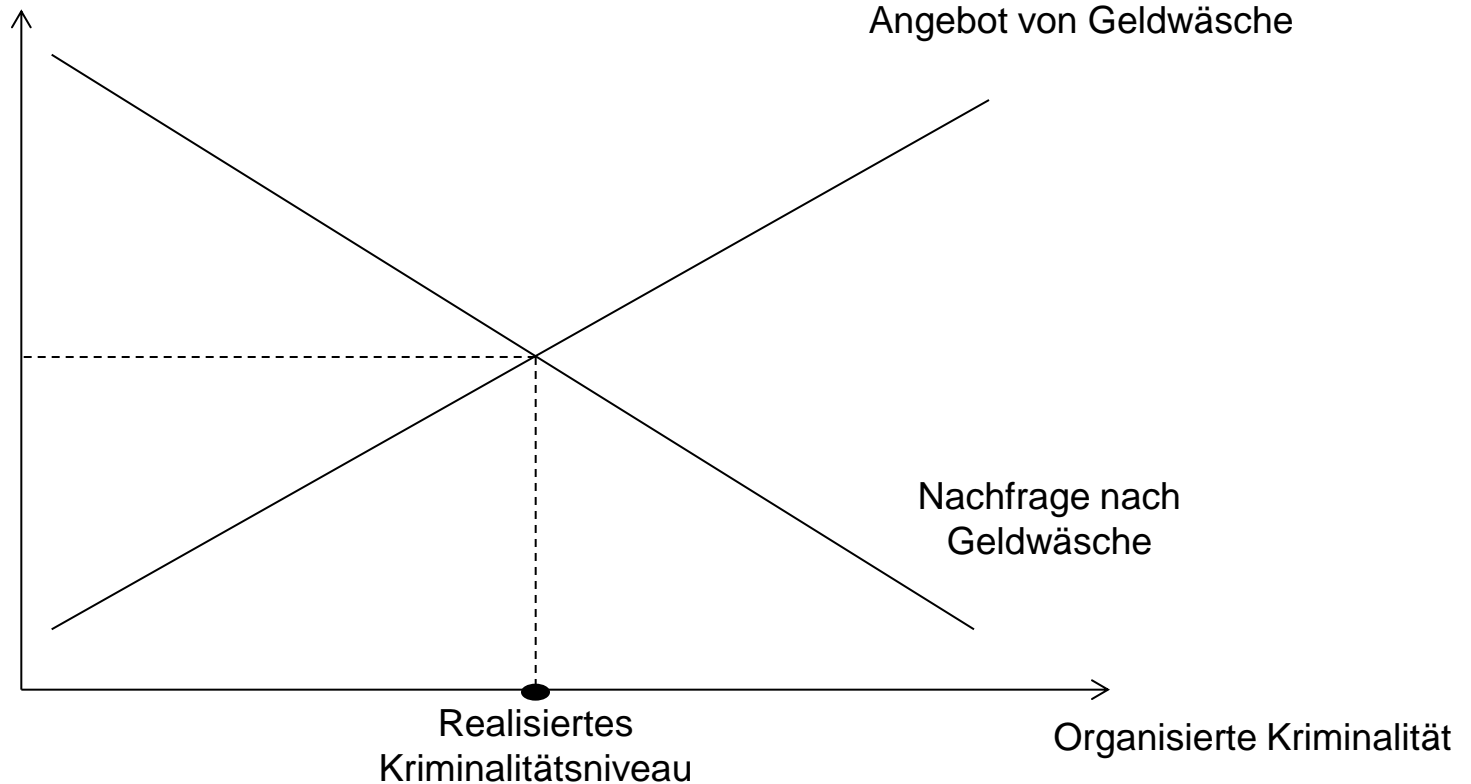 Angebot von Geldwäsche
Nachfrage nach
Geldwäsche
Realisiertes
Kriminalitätsniveau
Organisierte Kriminalität